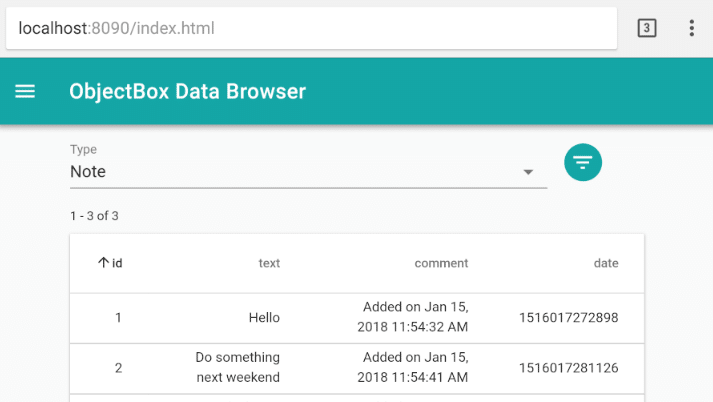 localhost:8090/index.html
3
ObjectBox Data Browser
Type
Note
1 - 3 of 3
id text comment date
1 Hello Added on Jan 15, 2018 11:54:32 AM 1516017272898
2 Do something next weekend Added on Jan 15, 2018 11:54:41 AM 1516017281126